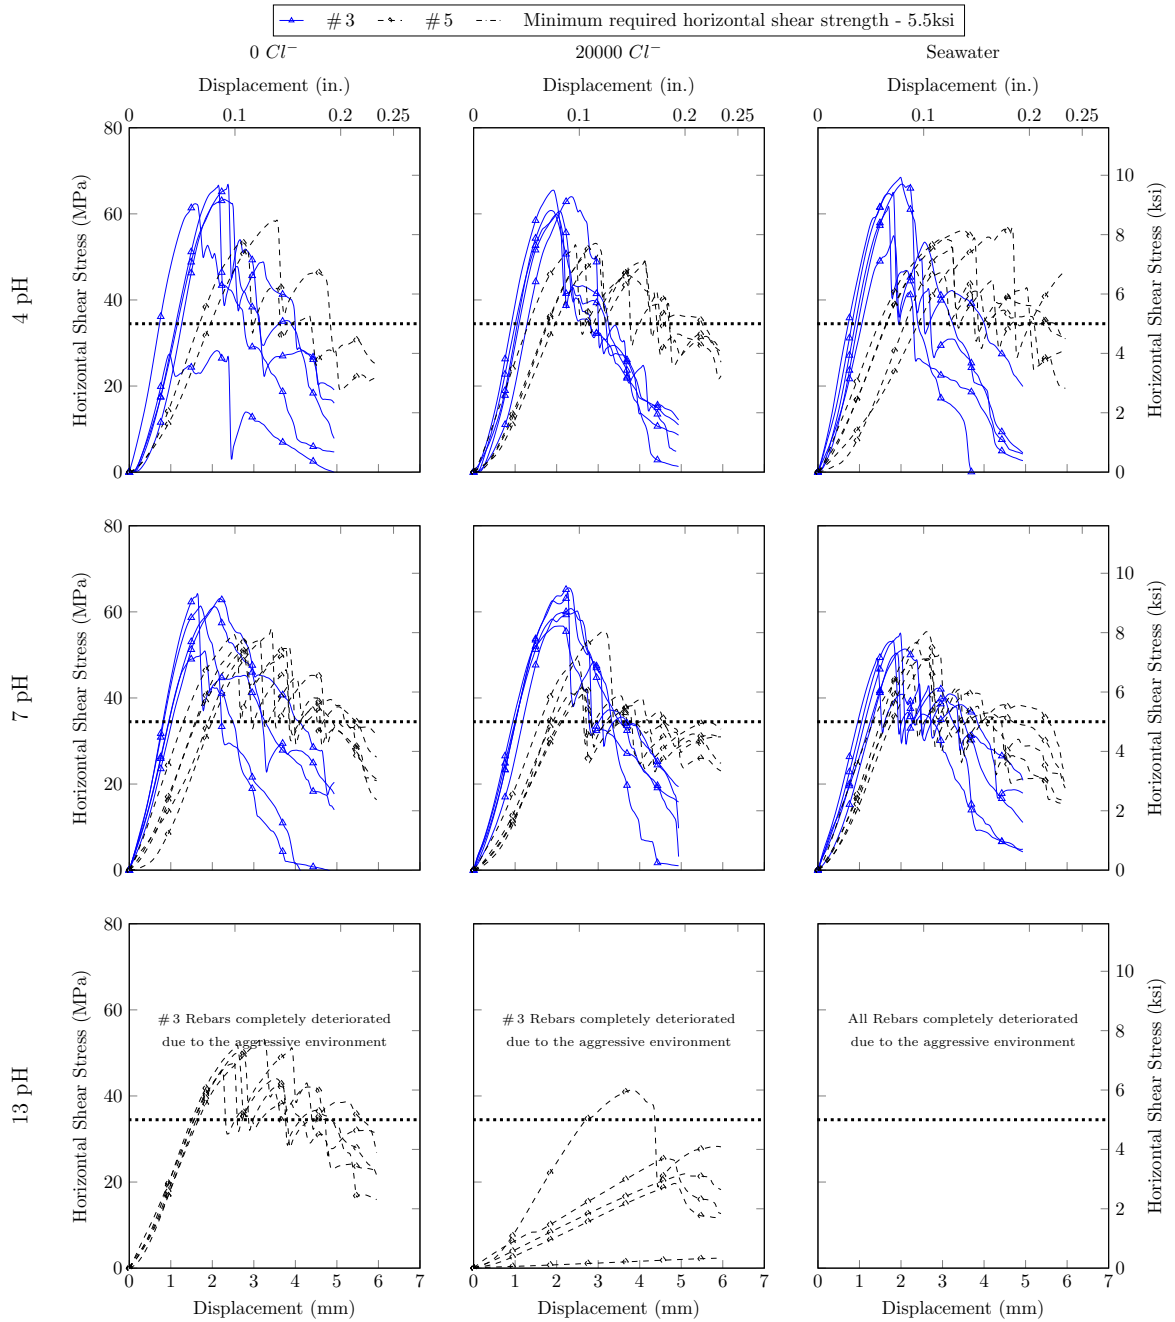 #3 #5 Minimum required horizontal shear strength - 5.5ksi
0 Cl⁻ 20000 Cl⁻ Seawater
Displacement (in.) Displacement (in.) Displacement (in.)
0 0.1 0.2 0.25 0 0.1 0.2 0.25 0 0.1 0.2 0.25
4 pH
Horizontal Shear Stress (MPa)
80
60
40
20
0
10
8
6
4
2
0
Horizontal Shear Stress (ksi)
7 pH
Horizontal Shear Stress (MPa)
80
60
40
20
0
10
8
6
4
2
0
Horizontal Shear Stress (ksi)
13 pH
Horizontal Shear Stress (MPa)
80
60
40
20
0
#3 Rebars completely deteriorated
due to the aggressive environment
#3 Rebars completely deteriorated
due to the aggressive environment
All Rebars completely deteriorated
due to the aggressive environment
10
8
6
4
2
0
Horizontal Shear Stress (ksi)
0 1 2 3 4 5 6 7 0 1 2 3 4 5 6 7 0 1 2 3 4 5 6 7
Displacement (mm) Displacement (mm) Displacement (mm)